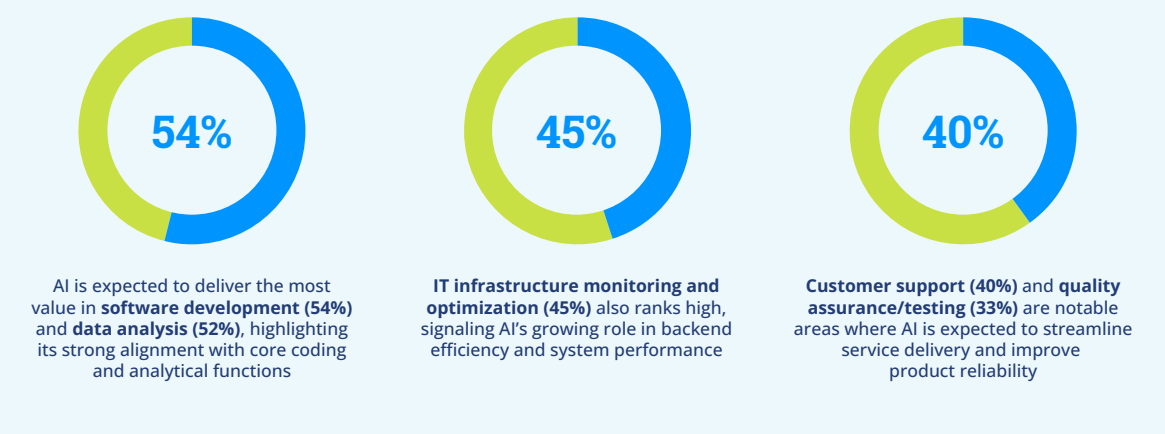 54%
AI is expected to deliver the most
value in software development (54%)
and data analysis (52%), highlighting
its strong alignment with core coding
and analytical functions
45%
IT infrastructure monitoring and
optimization (45%) also ranks high,
signaling AI’s growing role in backend
efficiency and system performance
40%
Customer support (40%) and quality
assurance/testing (33%) are notable
areas where AI is expected to streamline
service delivery and improve
product reliability